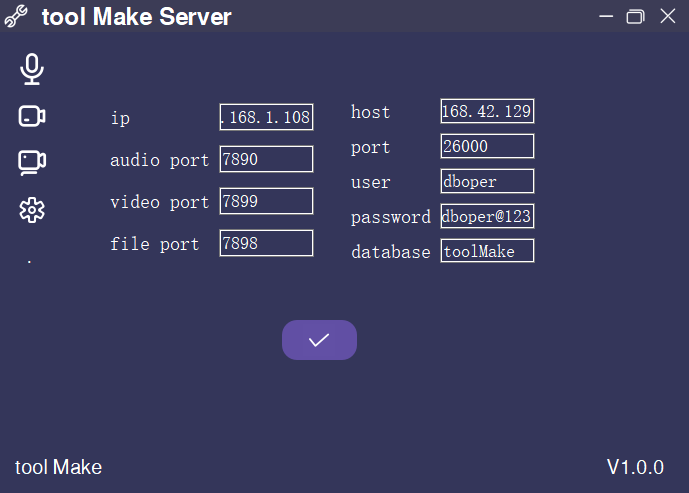 tool Make Server
ip .168.1.108
audio port 7890
video port 7899
file port 7898
host 168.42.129
port 26000
user dboper
password dboper@123
database toolMake
tool Make
V1.0.0